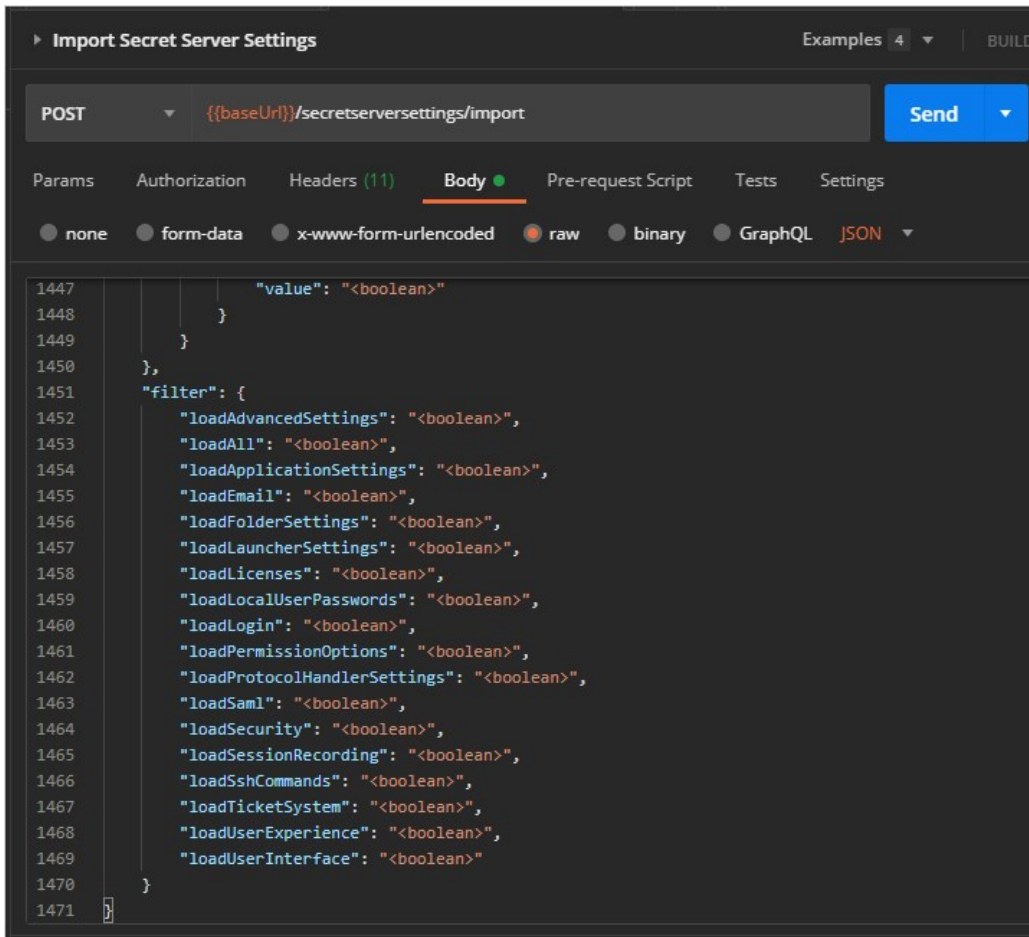 Import Secret Server Settings Examples 4 BUILD
POST {{baseUrl}}/secretserversettings/import Send
Params Authorization Headers (11) Body Pre-request Script Tests Settings
none form-data x-www-form-urlencoded raw binary GraphQL JSON
1447 "value": "<boolean>"
1448 }
1449 }
1450 },
1451 "filter": {
1452 "loadAdvancedSettings": "<boolean>",
1453 "loadAll": "<boolean>",
1454 "loadApplicationSettings": "<boolean>",
1455 "loadEmail": "<boolean>",
1456 "loadFolderSettings": "<boolean>",
1457 "loadLauncherSettings": "<boolean>",
1458 "loadLicenses": "<boolean>",
1459 "loadLocalUserPasswords": "<boolean>",
1460 "loadLogin": "<boolean>",
1461 "loadPermissionOptions": "<boolean>",
1462 "loadProtocolHandlerSettings": "<boolean>",
1463 "loadSaml": "<boolean>",
1464 "loadSecurity": "<boolean>",
1465 "loadSessionRecording": "<boolean>",
1466 "loadSshCommands": "<boolean>",
1467 "loadTicketSystem": "<boolean>",
1468 "loadUserExperience": "<boolean>",
1469 "loadUserInterface": "<boolean>"
1470 }
1471 }